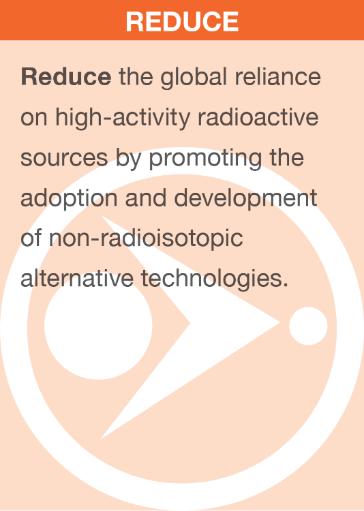 REDUCE
Reduce the global reliance
on high-activity radioactive
sources by promoting the
adoption and development
of non-radioisotopic
alternative technologies.